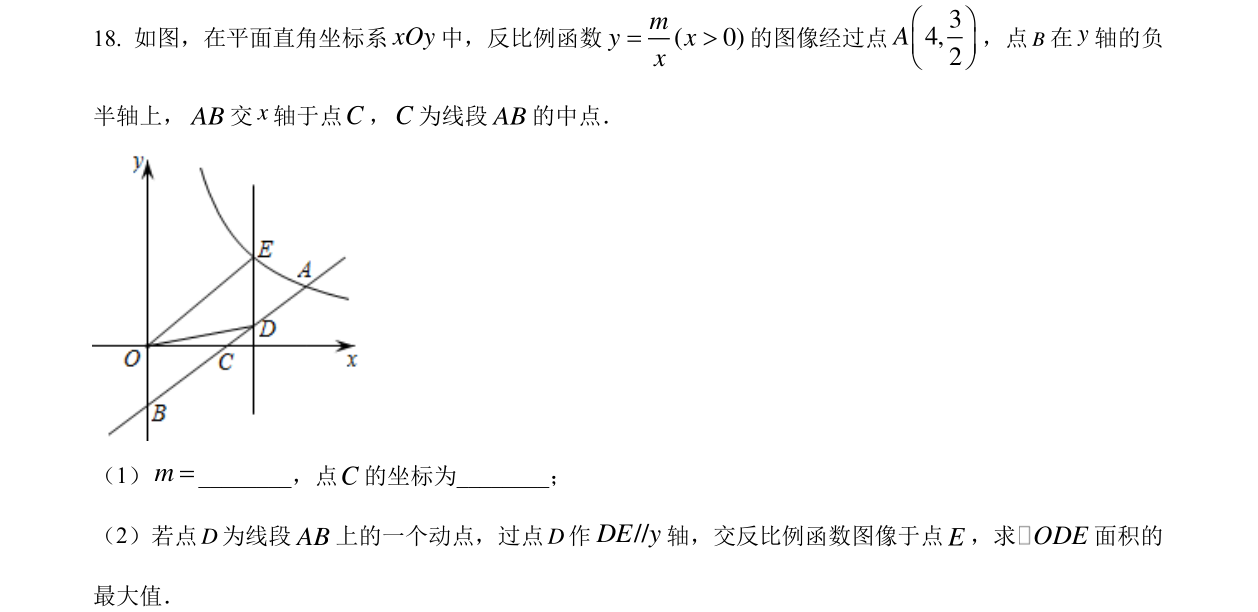 18. 如图，在平面直角坐标系 xOy 中，反比例函数 y = m/x (x > 0) 的图像经过点 A(4, 3/2)，点 B 在 y 轴的负
半轴上， AB 交 x 轴于点 C，C 为线段 AB 的中点．
y
E
A
D
O
C
x
B
（1）m = ________，点 C 的坐标为________；
（2）若点 D 为线段 AB 上的一个动点，过点 D 作 DE//y 轴，交反比例函数图像于点 E，求□ODE 面积的
最大值．